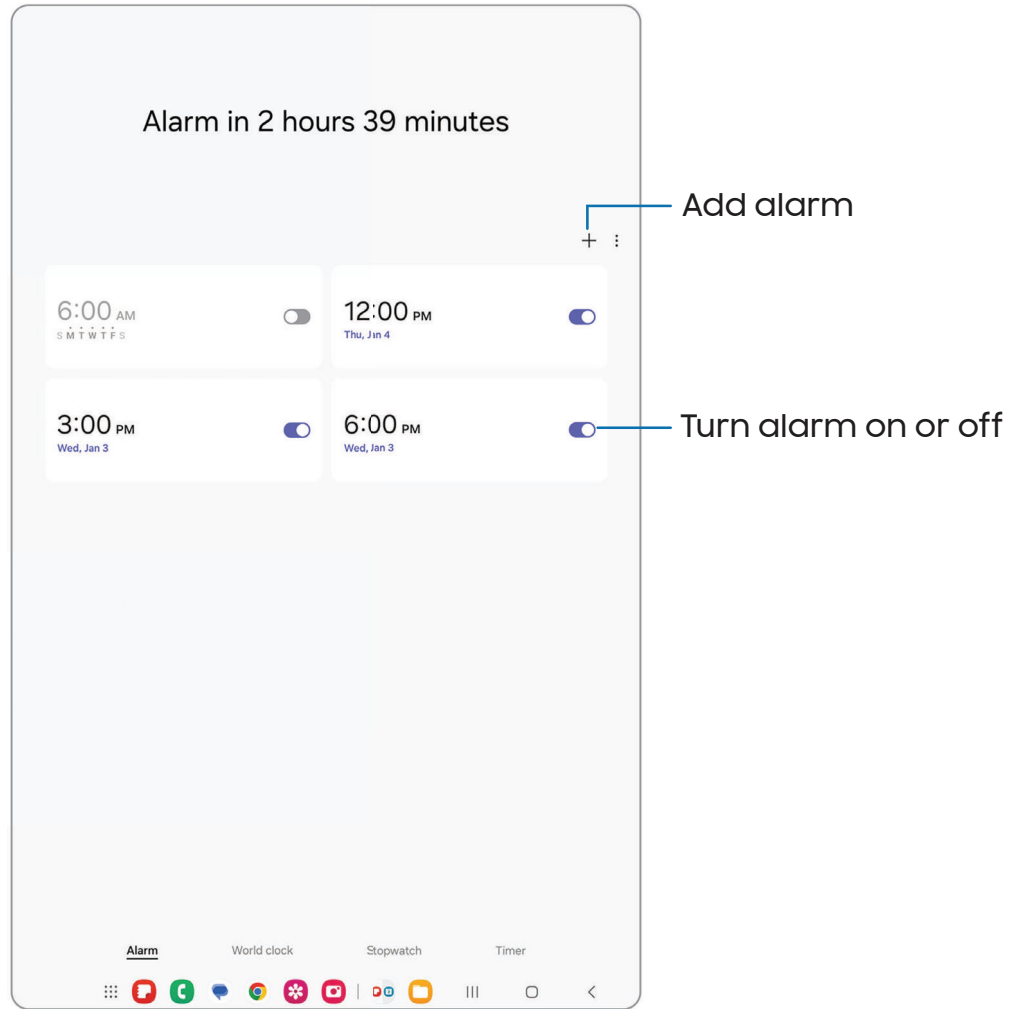 Alarm in 2 hours 39 minutes
Add alarm
6:00 AM
S M T W T F S
12:00 PM
Thu, Jan 4
3:00 PM
Wed, Jan 3
6:00 PM
Wed, Jan 3
Turn alarm on or off
Alarm
World clock
Stopwatch
Timer